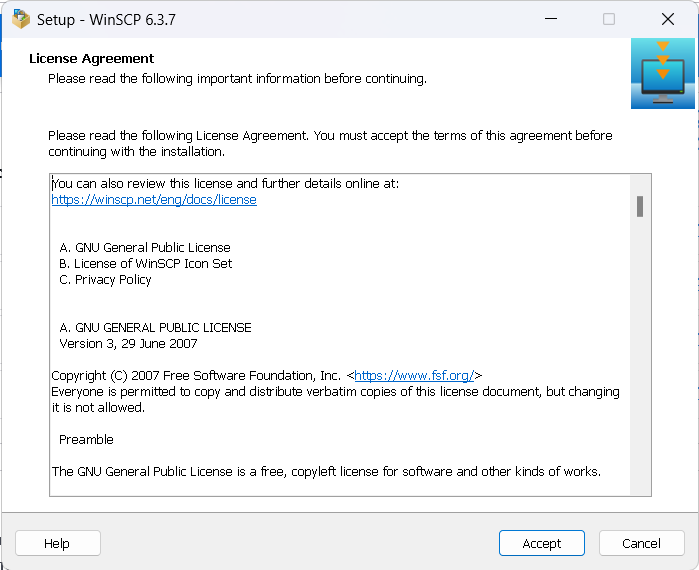 Setup - WinSCP 6.3.7
License Agreement
Please read the following important information before continuing.
Please read the following License Agreement. You must accept the terms of this agreement before
continuing with the installation.
You can also review this license and further details online at:
https://winscp.net/eng/docs/license
A. GNU General Public License
B. License of WinSCP Icon Set
C. Privacy Policy
A. GNU GENERAL PUBLIC LICENSE
Version 3, 29 June 2007
Copyright (C) 2007 Free Software Foundation, Inc. <https://www.fsf.org/>
Everyone is permitted to copy and distribute verbatim copies of this license document, but changing
it is not allowed.
Preamble
The GNU General Public License is a free, copyleft license for software and other kinds of works.
Help
Accept
Cancel